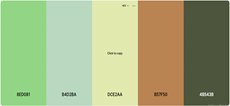 Click to copy
8ED081
B4D2BA
DCE2AA
B57F50
4B543B